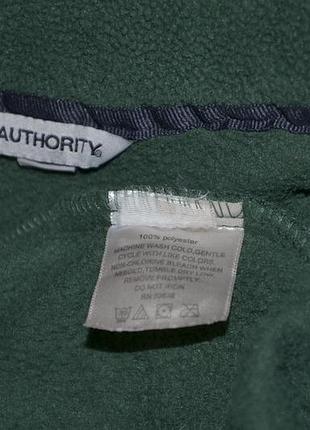 AUTHORITY®
100% polyester
MACHINE WASH COLD, GENTLE
CYCLE WITH LIKE COLORS.
NON-CHLORINE BLEACH WHEN
NEEDED, TUMBLE DRY LOW.
REMOVE PROMPTLY.
DO NOT IRON
RN